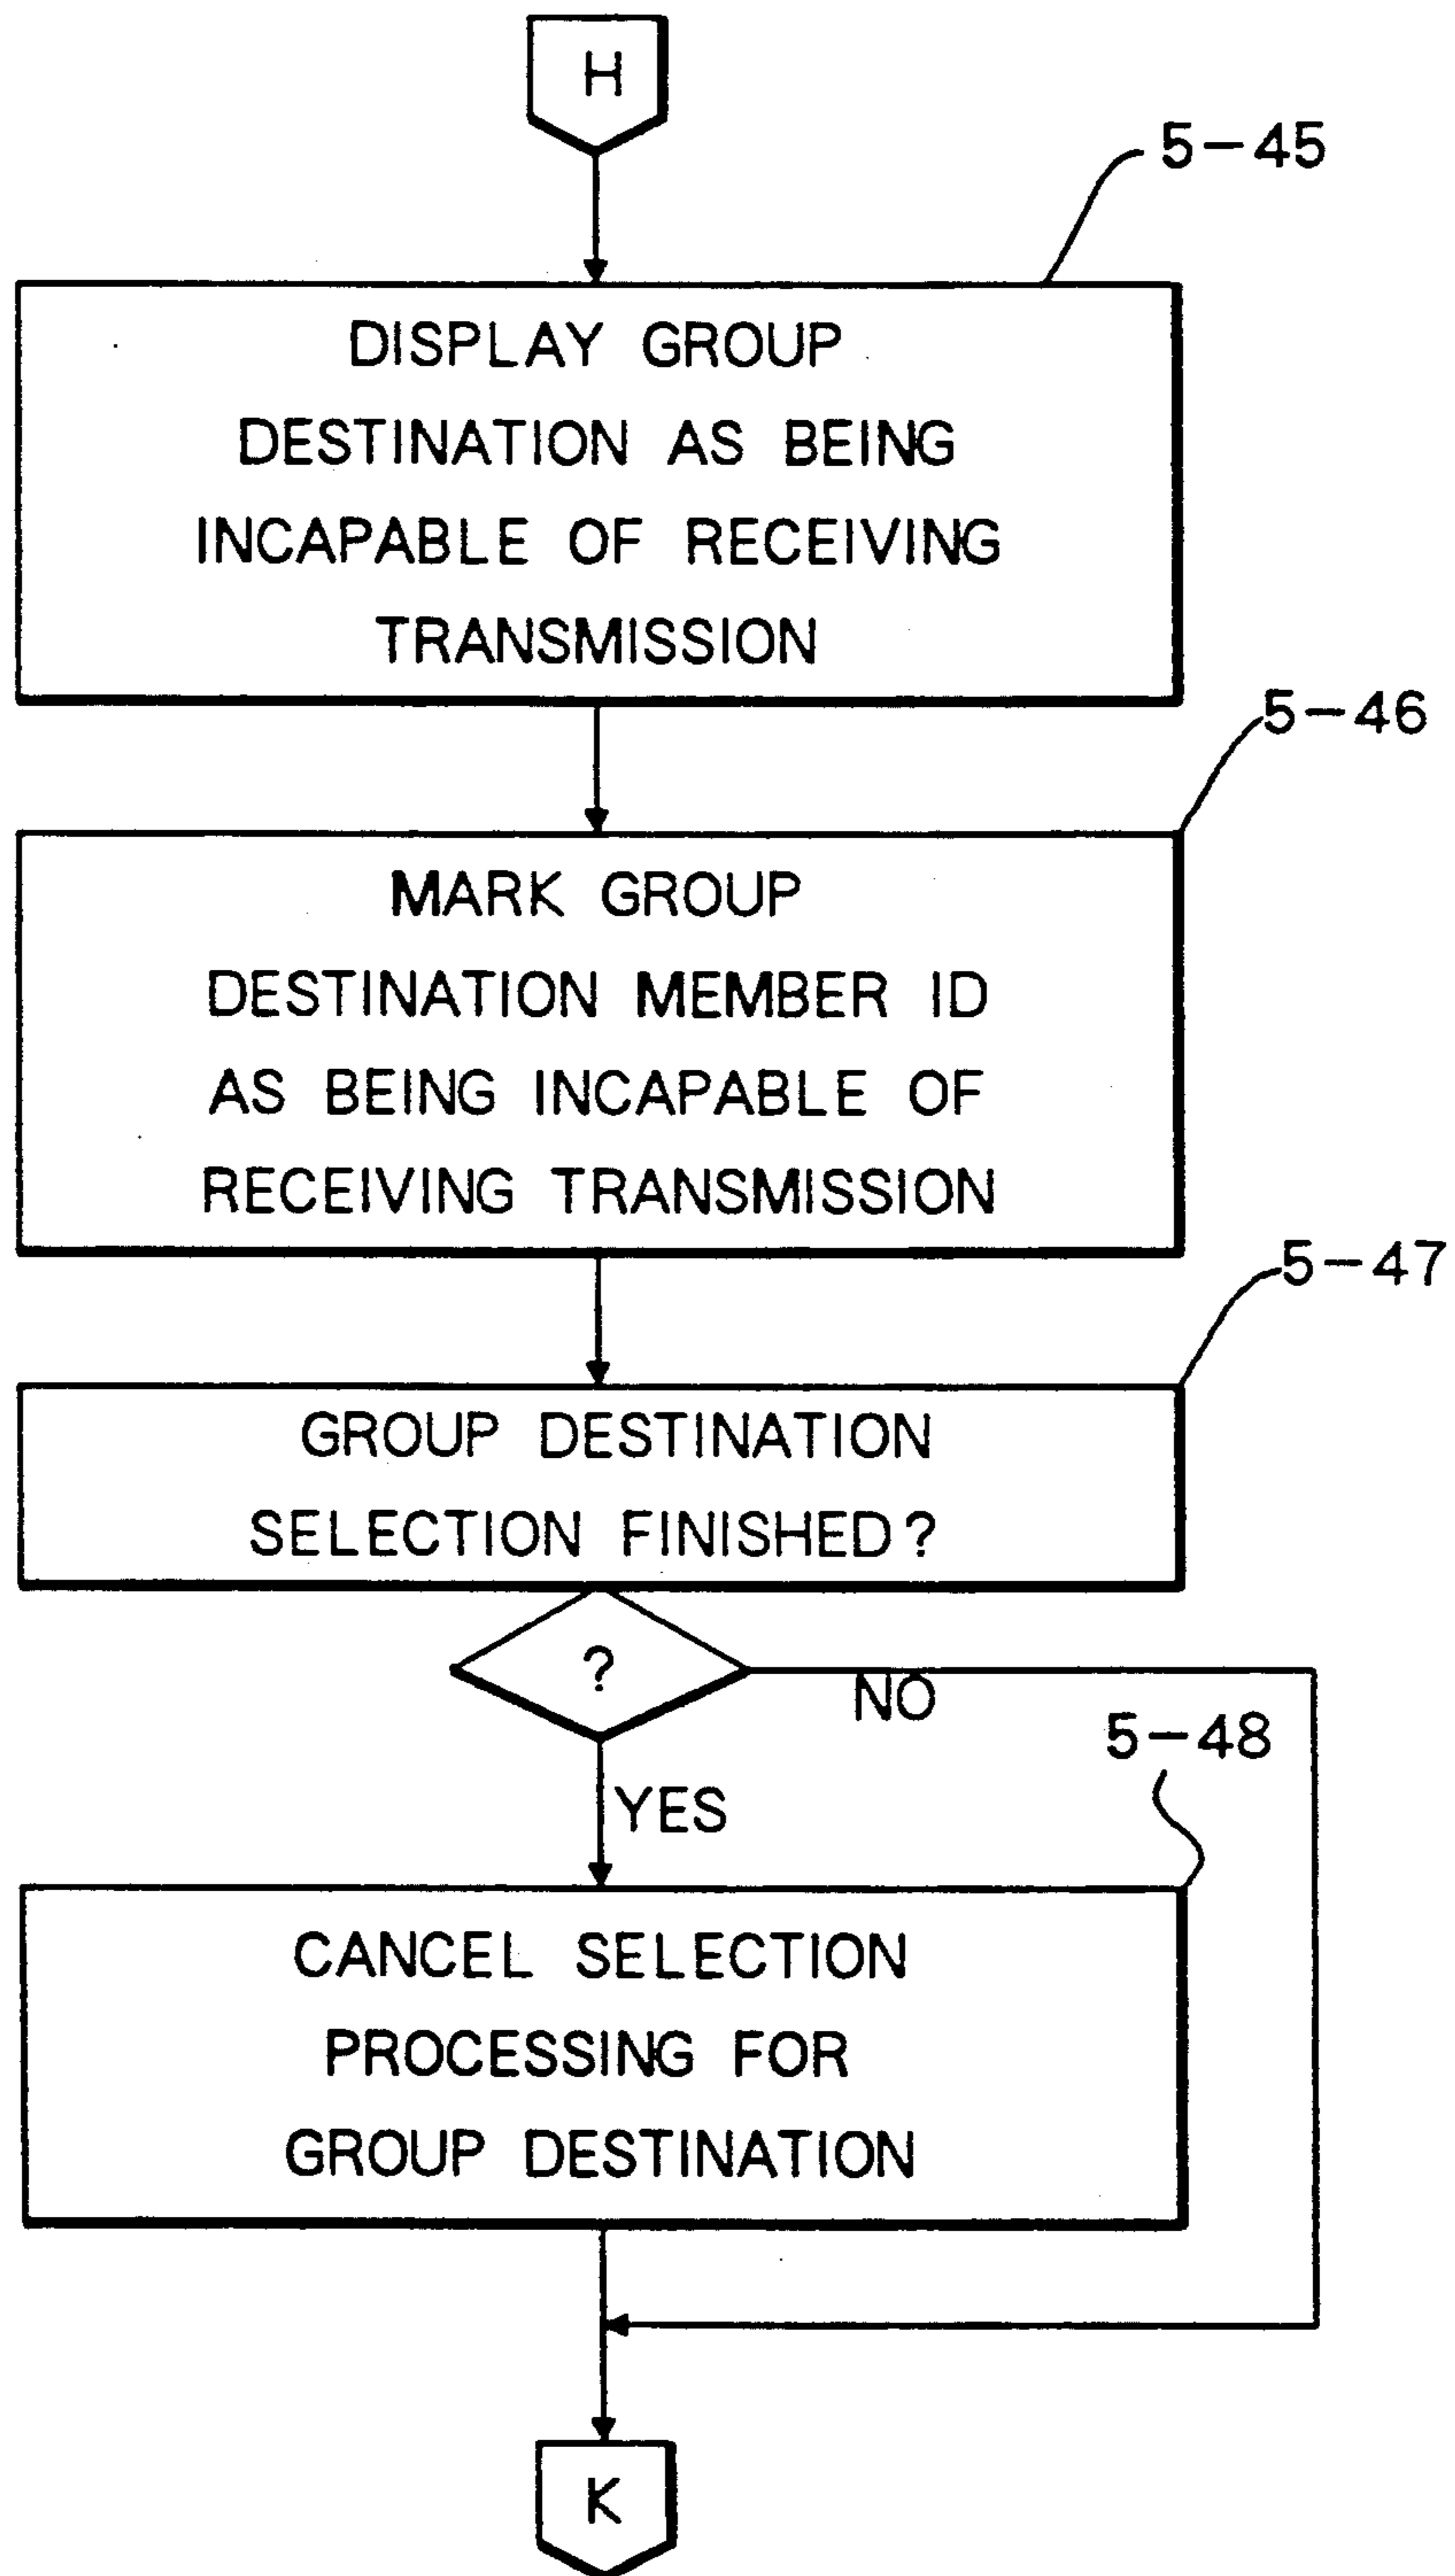 H
5-45
DISPLAY GROUP
DESTINATION AS BEING
INCAPABLE OF RECEIVING
TRANSMISSION
5-46
MARK GROUP
DESTINATION MEMBER ID
AS BEING INCAPABLE OF
RECEIVING TRANSMISSION
5-47
GROUP DESTINATION
SELECTION FINISHED?
?
NO
YES
5-48
CANCEL SELECTION
PROCESSING FOR
GROUP DESTINATION
K